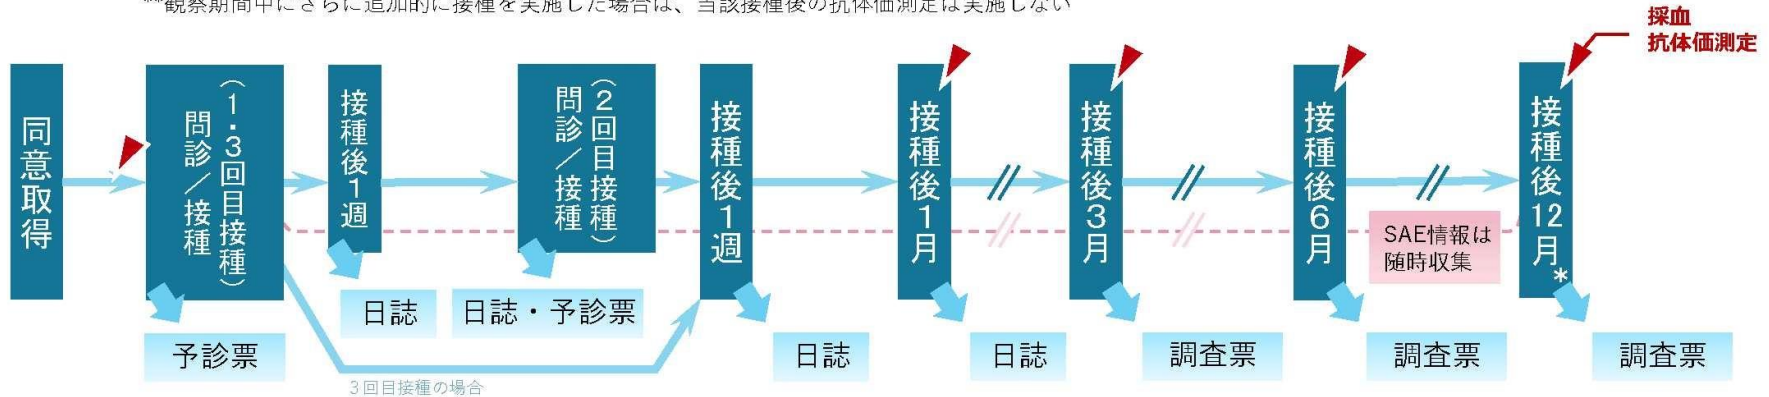 **観察期間中にさらに追加的に接種を実施した場合は、当該接種後の抗体価測定は実施しない
採血
抗体価測定
同意取得
(1・3回目接種)
問診/接種
接種後1週
(2回目接種)
問診/接種
接種後1週
接種後1月
接種後3月
接種後6月
接種後12月*
SAE情報は
随時収集
予診票
日誌
日誌・予診票
日誌
日誌
調査票
調査票
調査票
3回目接種の場合